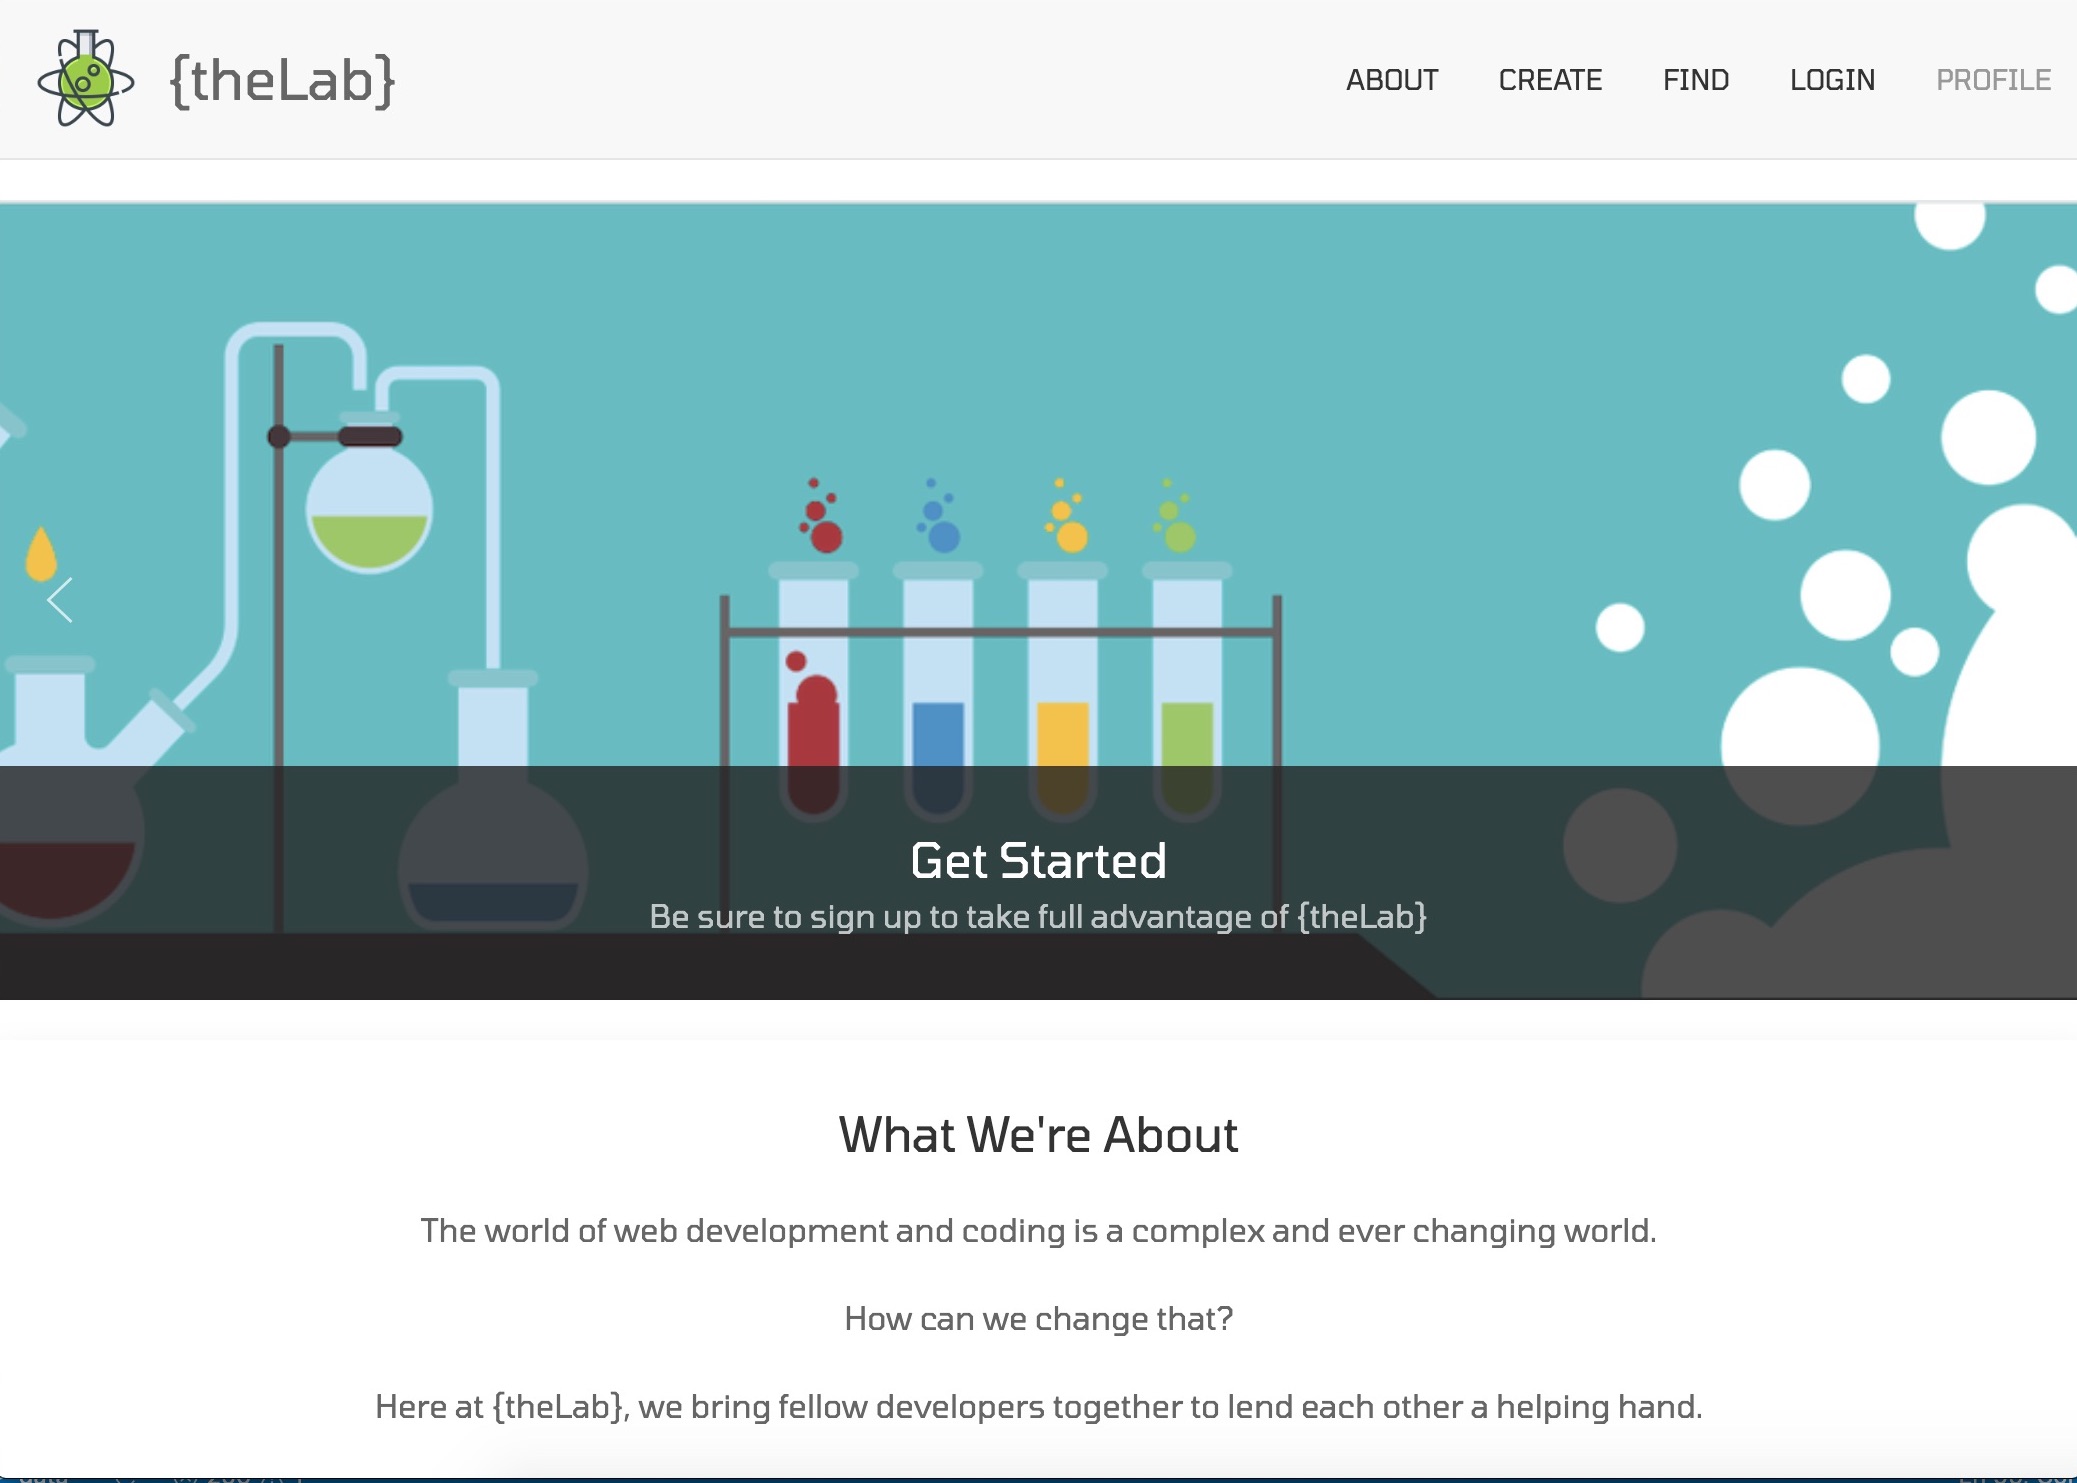 {theLab}
ABOUT CREATE FIND LOGIN PROFILE
Get Started
Be sure to sign up to take full advantage of {theLab}
What We're About
The world of web development and coding is a complex and ever changing world.
How can we change that?
Here at {theLab}, we bring fellow developers together to lend each other a helping hand.